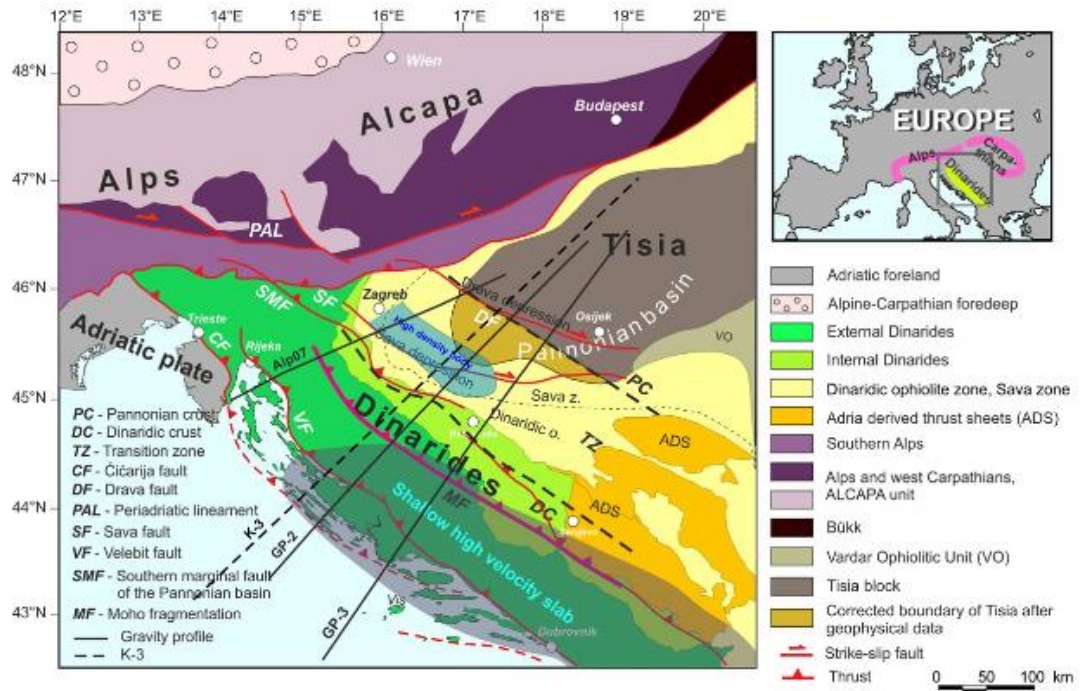 12°E 13°E 14°E 15°E 16°E 17°E 18°E 19°E 20°E
48°N
47°N
46°N
45°N
44°N
43°N
Wien
Budapest
Alcapa
Alps
PAL
Tisia
SMF
SF
Zagreb
Drava depression
DF
Osijek
Pannonian basin
VO
High density body
Sava depression
Trieste
CF
Rijeka
Adriatic plate
Alp07
PC
Sava z.
VF
Dinarides
Dinaridic o.
TZ
ADS
MF
DC
ADS
Sarajevo
Shallow high velocity slab
K-3
GP-2
GP-3
Vis
Dubrovnik
PC - Pannonian crust
DC - Dinaridic crust
TZ - Transition zone
CF - Čićarija fault
DF - Drava fault
PAL - Periadriatic lineament
SF - Sava fault
VF - Velebit fault
SMF - Southern marginal fault
of the Pannonian basin
MF - Moho fragmentation
Gravity profile
K-3
EUROPE
Alps
Carpa-
thians
Dinarides
Adriatic foreland
Alpine-Carpathian foredeep
External Dinarides
Internal Dinarides
Dinaridic ophiolite zone, Sava zone
Adria derived thrust sheets (ADS)
Southern Alps
Alps and west Carpathians,
ALCAPA unit
Bükk
Vardar Ophiolitic Unit (VO)
Tisia block
Corrected boundary of Tisia after
geophysical data
Strike-slip fault
Thrust
0 50 100 km